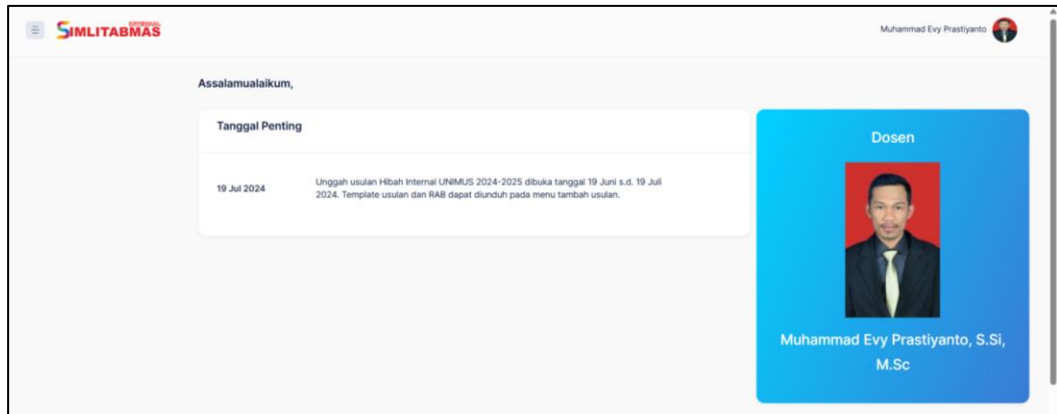 SIMLITABMAS
Muhammad Evy Prastiyanto
Assalamualaikum,
Tanggal Penting
19 Jul 2024
Unggah usulan Hibah Internal UNIMUS 2024-2025 dibuka tanggal 19 Juni s.d. 19 Juli
2024. Template usulan dan RAB dapat diunduh pada menu tambah usulan.
Dosen
Muhammad Evy Prastiyanto, S.Si,
M.Sc